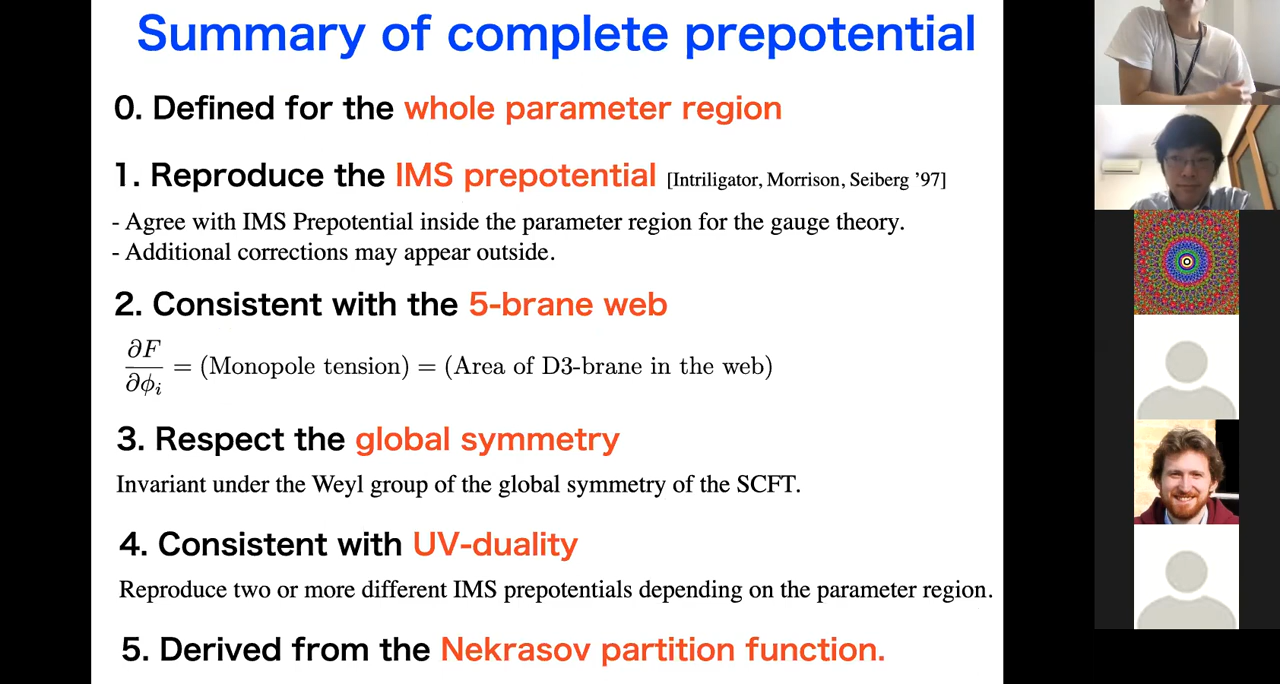 Summary of complete prepotential
0. Defined for the whole parameter region
1. Reproduce the IMS prepotential [Intriligator, Morrison, Seiberg '97]
- Agree with IMS Prepotential inside the parameter region for the gauge theory.
- Additional corrections may appear outside.
2. Consistent with the 5-brane web
∂F/∂ϕᵢ = (Monopole tension) = (Area of D3-brane in the web)
3. Respect the global symmetry
Invariant under the Weyl group of the global symmetry of the SCFT.
4. Consistent with UV-duality
Reproduce two or more different IMS prepotentials depending on the parameter region.
5. Derived from the Nekrasov partition function.